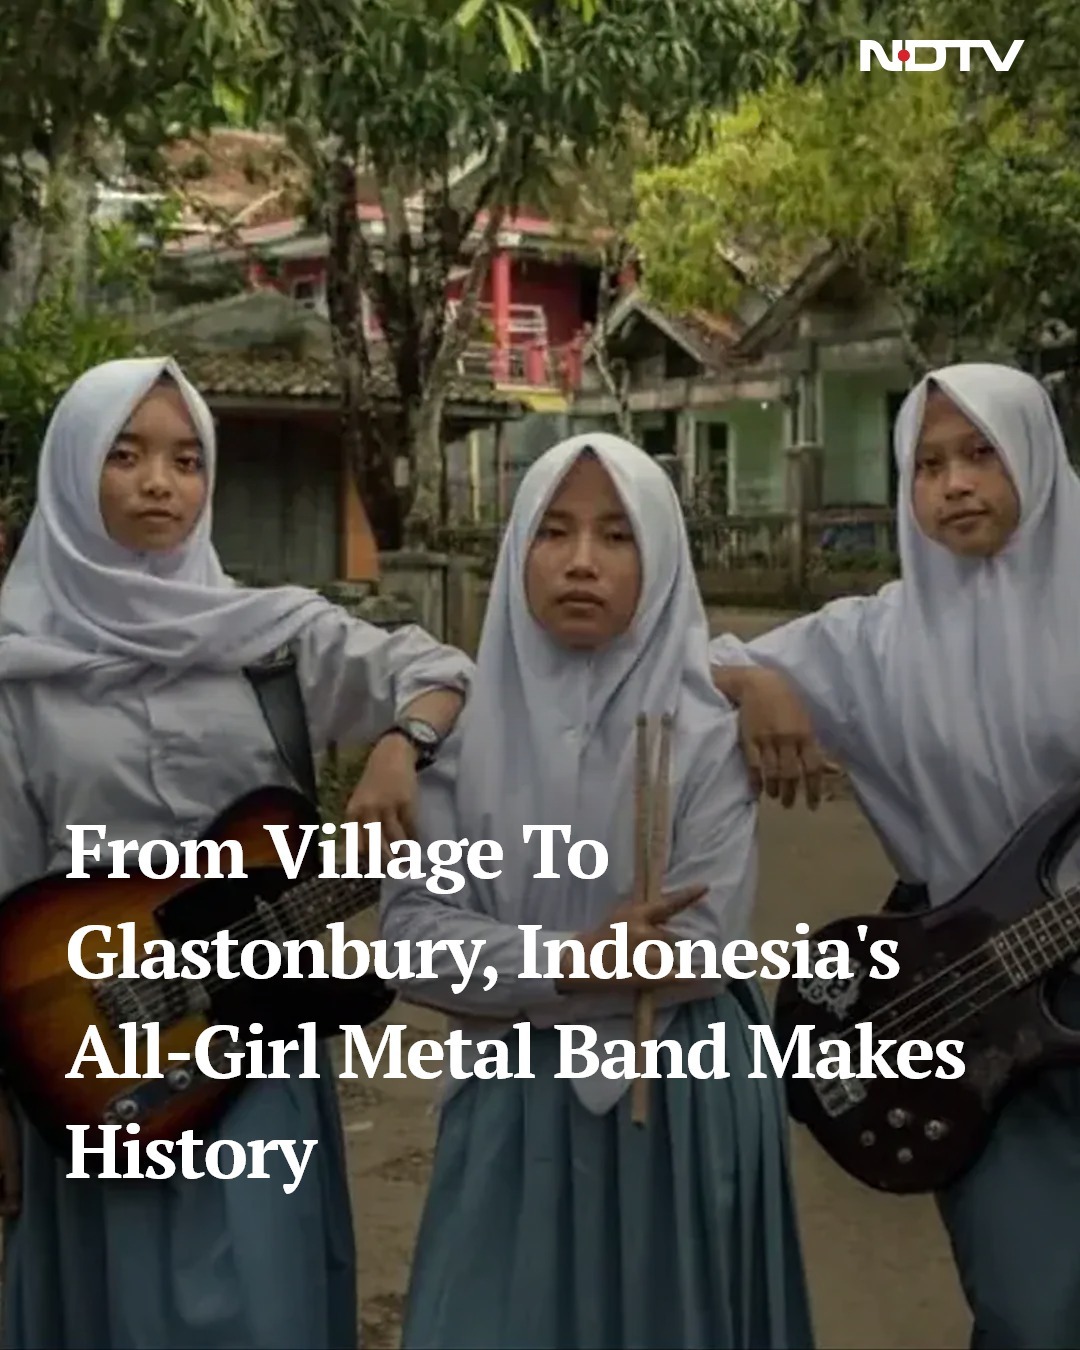 NDTV
From Village To
Glastonbury, Indonesia's
All-Girl Metal Band Makes
History